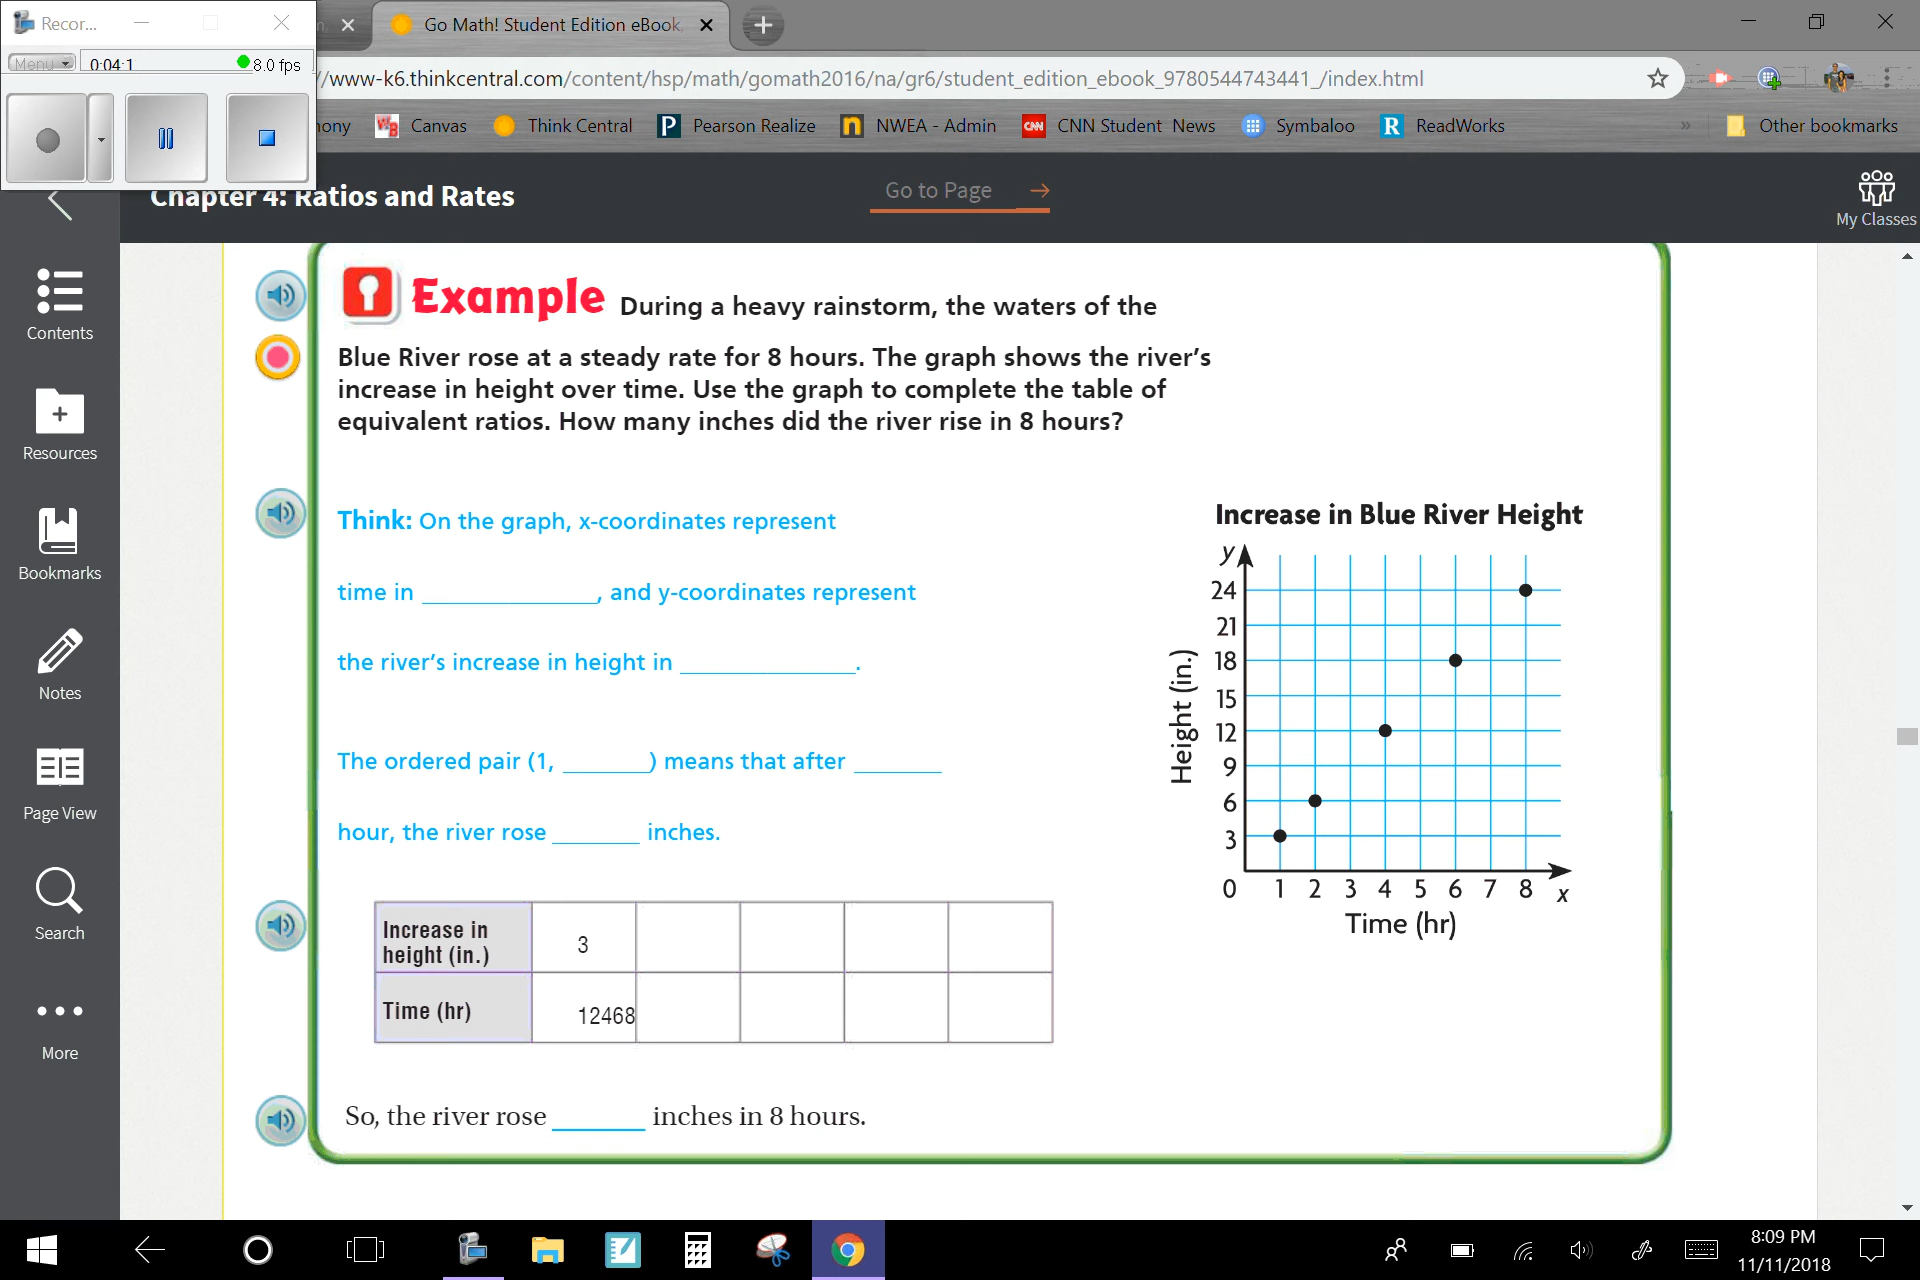 Recor...
Menu
0:04:1
8.0 fps
Go Math! Student Edition eBook
/www-k6.thinkcentral.com/content/hsp/math/gomath2016/na/gr6/student_edition_ebook_9780544743441_/index.html
Canvas
Think Central
Pearson Realize
NWEA - Admin
CNN
CNN Student News
Symbaloo
R
ReadWorks
»
Other bookmarks
Chapter 4: Ratios and Rates
Go to Page
My Classes
Contents
Resources
Bookmarks
Notes
Page View
Search
More
Example During a heavy rainstorm, the waters of the
Blue River rose at a steady rate for 8 hours. The graph shows the river's
increase in height over time. Use the graph to complete the table of
equivalent ratios. How many inches did the river rise in 8 hours?
Think: On the graph, x-coordinates represent
time in ______________, and y-coordinates represent
the river's increase in height in ______________.
The ordered pair (1, _______) means that after _______
hour, the river rose _______ inches.
Increase in Blue River Height
y
24
21
18
15
12
9
6
3
Height (in.)
0 1 2 3 4 5 6 7 8 x
Time (hr)
Increase in
height (in.)
3
Time (hr)
12468
So, the river rose _______ inches in 8 hours.
8:09 PM
11/11/2018